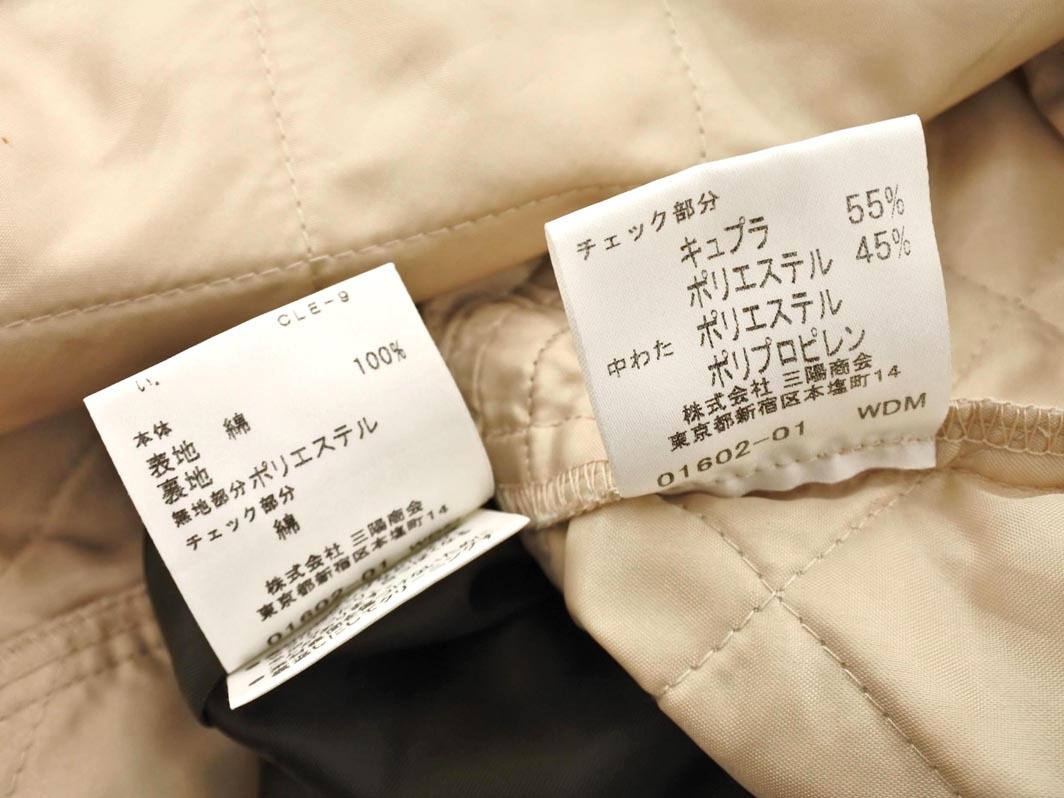 CLE-9
い。
本体
表地 綿 100%
裏地
無地部分ポリエステル
チェック部分
綿
株式会社 三陽商会
東京都新宿区本塩町14
01602-01
チェック部分
キュプラ 55%
ポリエステル 45%
ポリエステル
中わた ポリプロピレン
株式会社 三陽商会
東京都新宿区本塩町14
01602-01 WDM